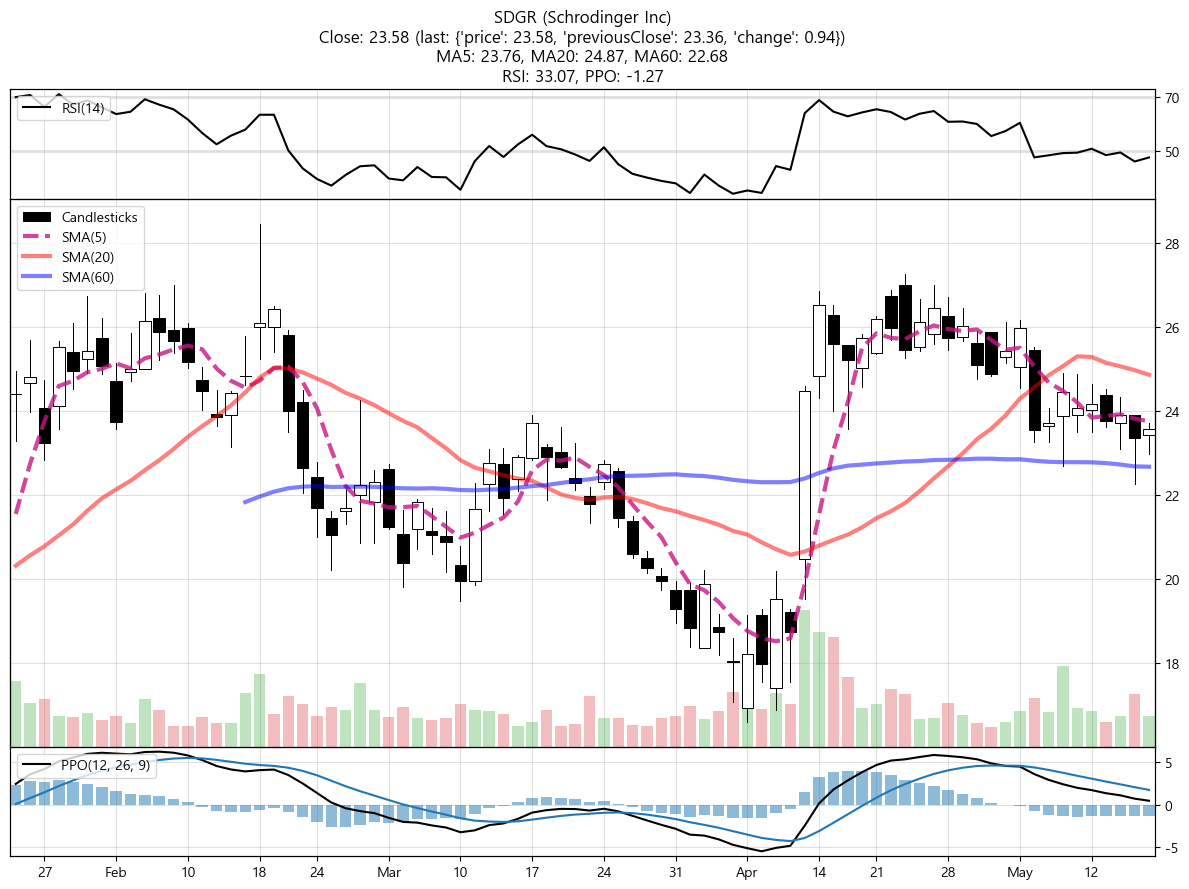 SDGR (Schrodinger Inc)
Close: 23.58 (last: {'price': 23.58, 'previousClose': 23.36, 'change': 0.94})
MA5: 23.76, MA20: 24.87, MA60: 22.68
RSI: 33.07, PPO: -1.27
RSI(14)
70
50
Candlesticks
SMA(5)
SMA(20)
SMA(60)
28
26
24
22
20
18
PPO(12, 26, 9)
5
0
-5
27 Feb 10 18 24 Mar 10 17 24 31 Apr 14 21 28 May 12